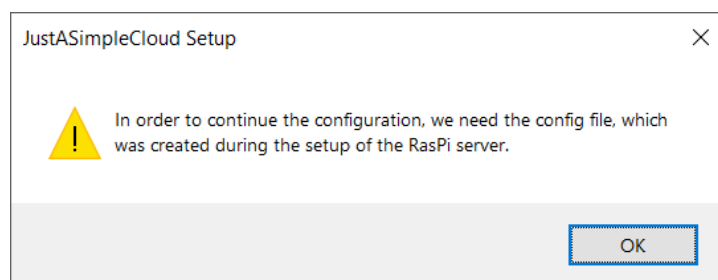 JustASimpleCloud Setup
In order to continue the configuration, we need the config file, which
was created during the setup of the RasPi server.
OK